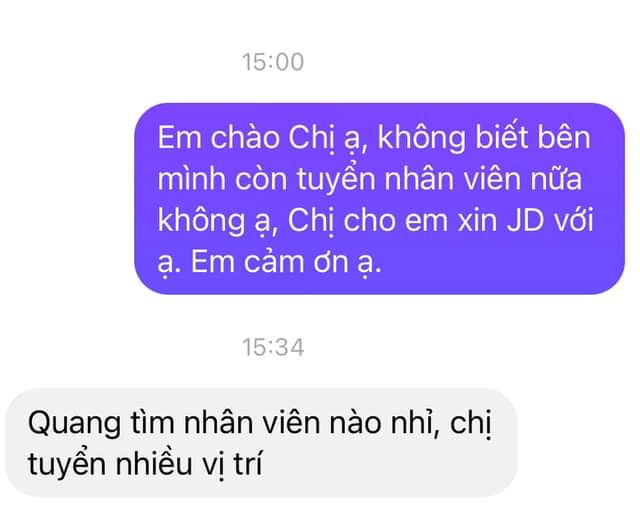 15:00
Em chào Chị ạ, không biết bên
mình còn tuyển nhân viên nữa
không ạ, Chị cho em xin JD với
ạ. Em cảm ơn ạ.
15:34
Quang tìm nhân viên nào nhỉ, chị
tuyển nhiều vị trí